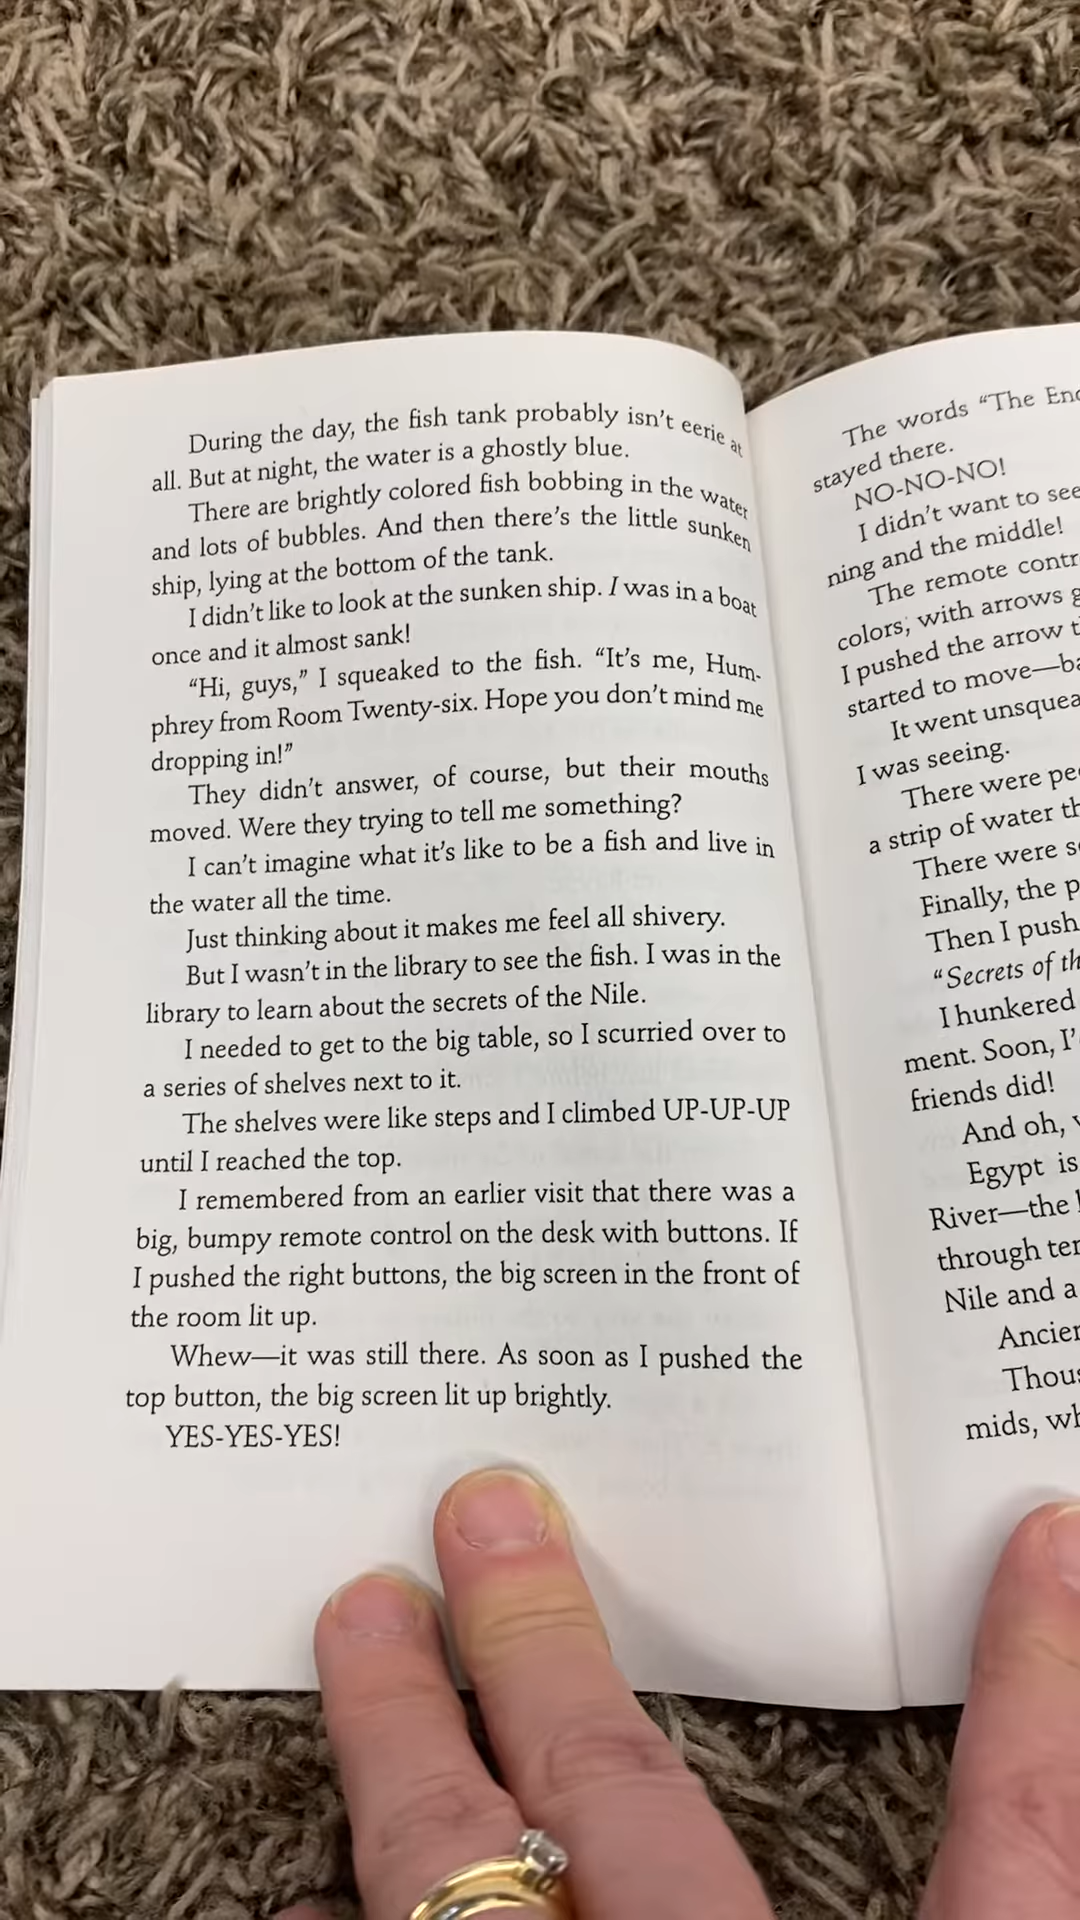 During the day, the fish tank probably isn't eerie at
all. But at night, the water is a ghostly blue.
There are brightly colored fish bobbing in the water
and lots of bubbles. And then there's the little sunken
ship, lying at the bottom of the tank.
I didn't like to look at the sunken ship. I was in a boat
once and it almost sank!
“Hi, guys,” I squeaked to the fish. “It's me, Hum-
phrey from Room Twenty-six. Hope you don't mind me
dropping in!”
They didn't answer, of course, but their mouths
moved. Were they trying to tell me something?
I can't imagine what it's like to be a fish and live in
the water all the time.
Just thinking about it makes me feel all shivery.
But I wasn't in the library to see the fish. I was in the
library to learn about the secrets of the Nile.
I needed to get to the big table, so I scurried over to
a series of shelves next to it.
The shelves were like steps and I climbed UP-UP-UP
until I reached the top.
I remembered from an earlier visit that there was a
big, bumpy remote control on the desk with buttons. If
I pushed the right buttons, the big screen in the front of
the room lit up.
Whew—it was still there. As soon as I pushed the
top button, the big screen lit up brightly.
YES-YES-YES!
The words “The
stayed there.
NO-NO-NO!
I didn't want to see
ning and the middle!
The remote
colors, with arrows
I pushed the arrow
started to move—
It went
I was seeing.
There were
a strip of water
There were
Finally, the
Then I
“Secrets of
I hunkered
ment. Soon,
friends did!
And oh,
Egypt is
River—the
through
Nile and a

mids,